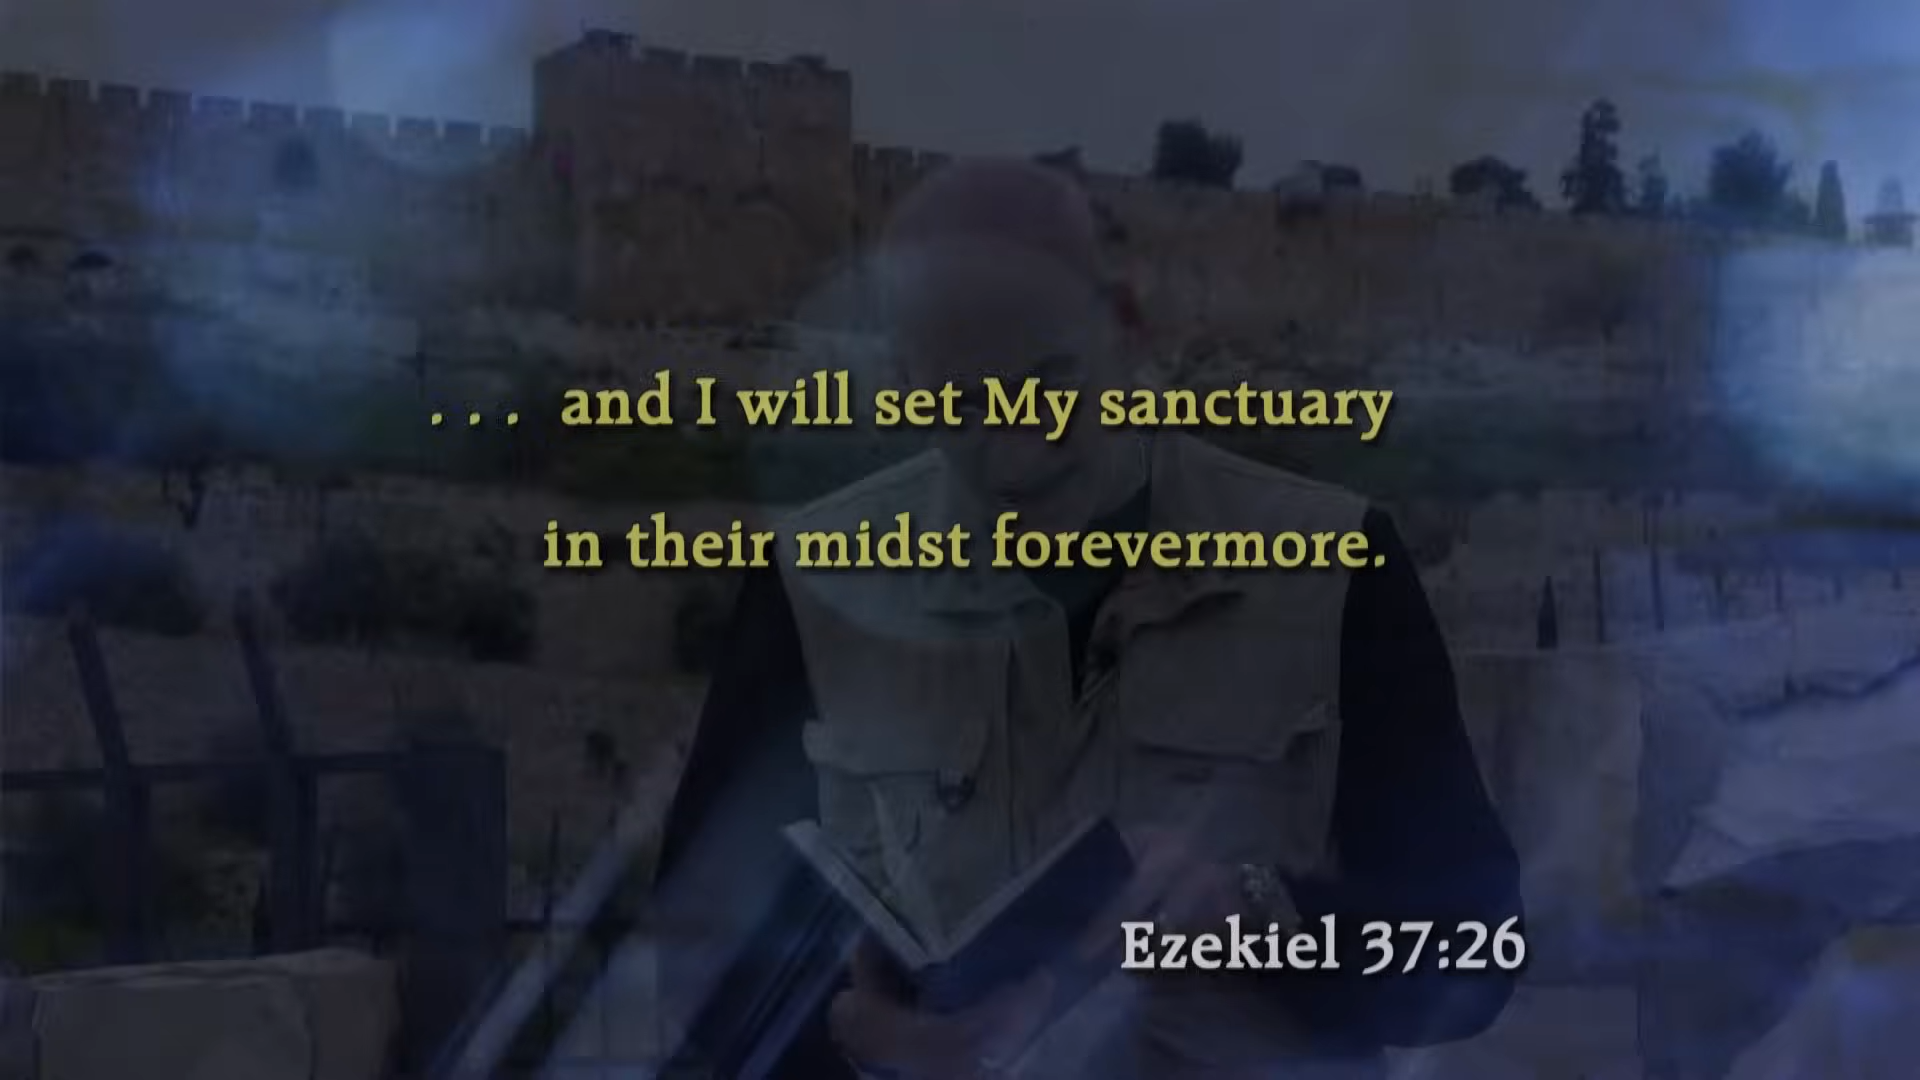 . . . and I will set My sanctuary
in their midst forevermore.
Ezekiel 37:26